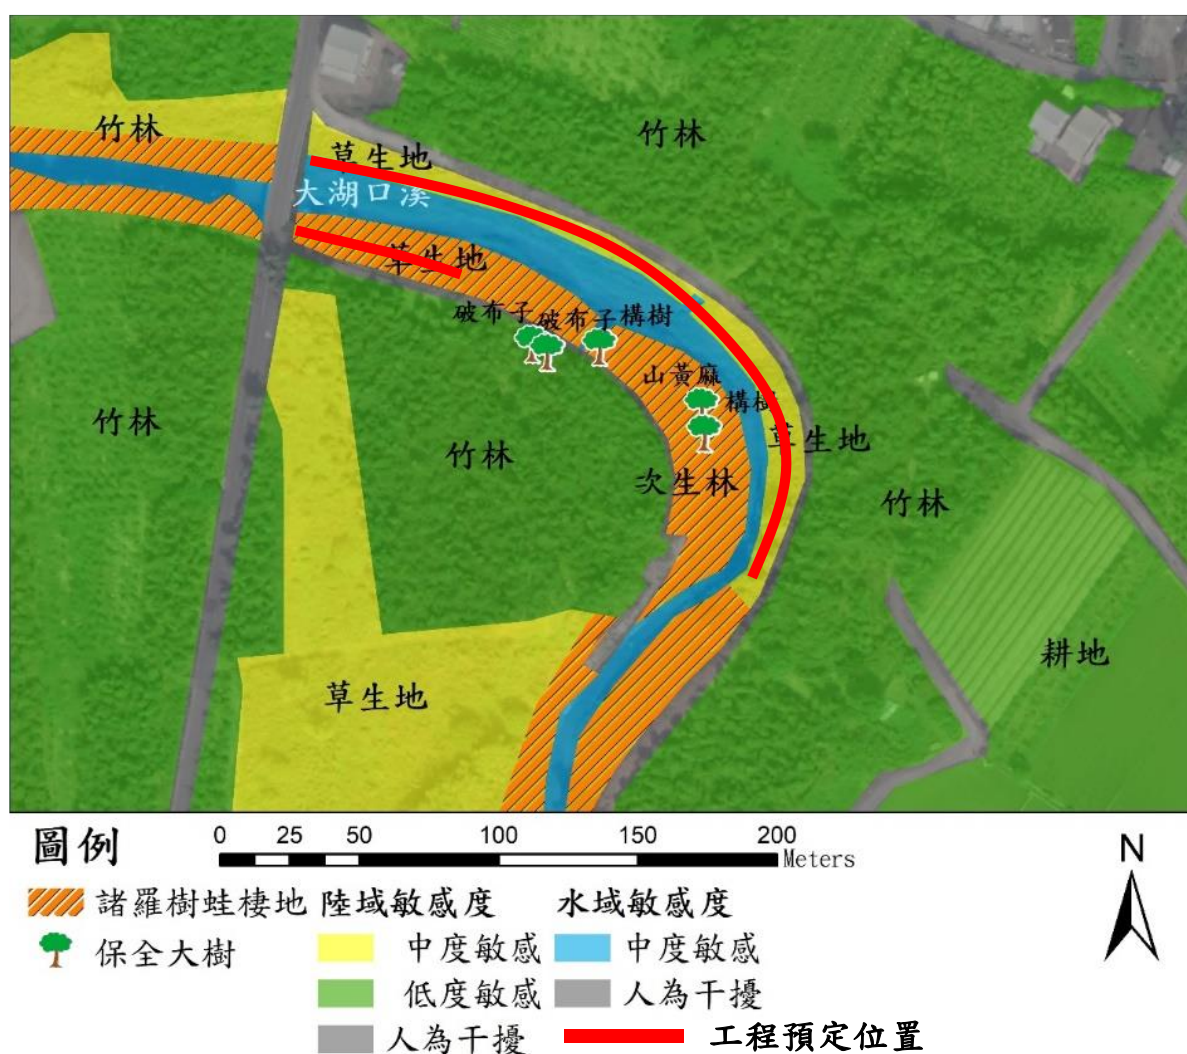 竹林
竹林
草生地
大湖口溪
草生地
破布子
破布子
構樹
山黃麻
構樹
竹林
草生地
竹林
次生林
竹林
耕地
草生地
圖例
0 25 50 100 150 200
Meters
N
諸羅樹蛙棲地
陸域敏感度
水域敏感度
保全大樹
中度敏感
中度敏感
低度敏感
人為干擾
人為干擾
工程預定位置